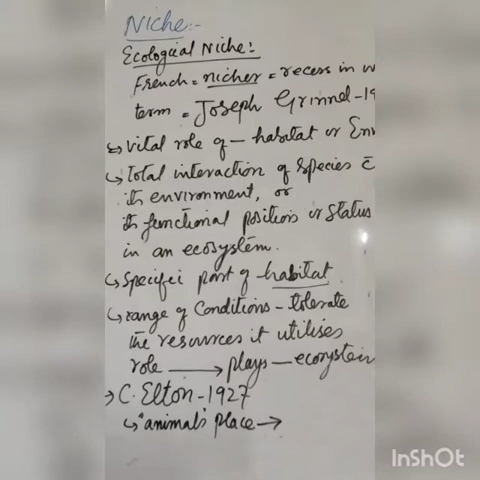 Niche:-
Ecological Niche:
French = nicher = recess in
term = Joseph Grinnel - 19
vital role of - habitat or Env
Total interaction of species c̄
its environment, or
its functional position or status
in an ecosystem.
Specific part of habitat
range of conditions - tolerate
the resources it utilises
role → plays - ecosystem
C. Elton - 1927
"animal's place →
InShOt